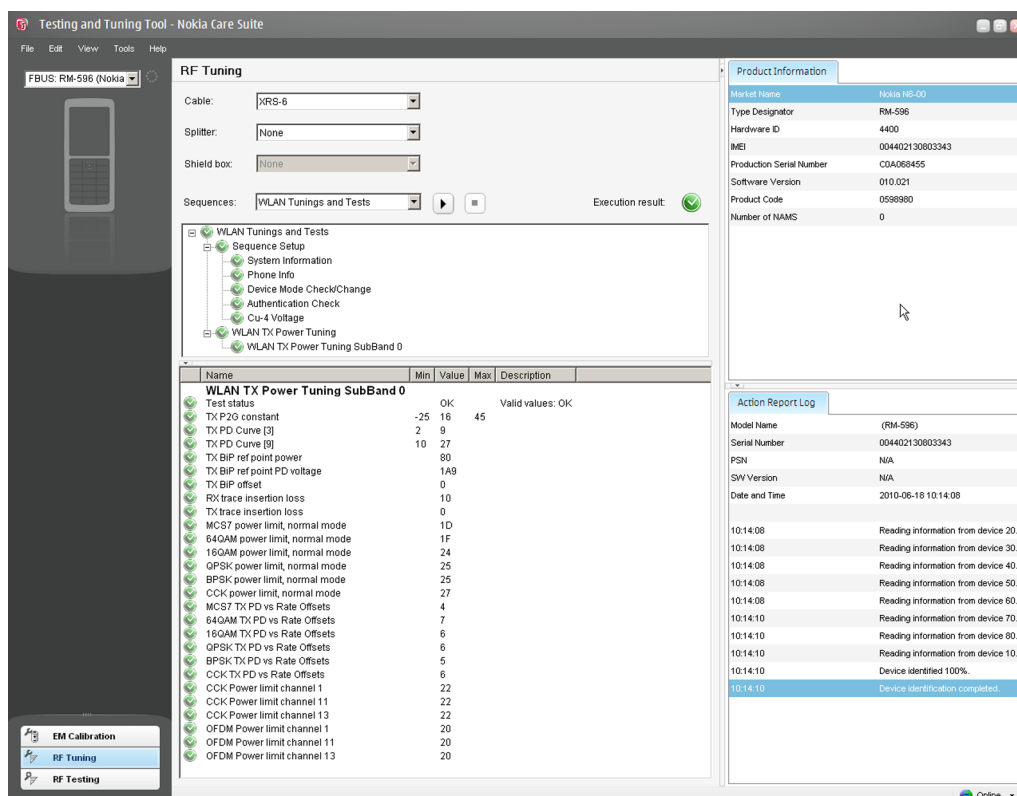 Testing and Tuning Tool - Nokia Care Suite
File Edit View Tools Help
FBUS: RM-596 (Nokia
RF Tuning
Cable: XRS-6
Splitter: None
Shield box: None
Sequences: WLAN Tunings and Tests Execution result:
WLAN Tunings and Tests
Sequence Setup
System Information
Phone Info
Device Mode Check/Change
Authentication Check
Cu-4 Voltage
WLAN TX Power Tuning
WLAN TX Power Tuning SubBand 0
Name Min Value Max Description
WLAN TX Power Tuning SubBand 0
Test status OK Valid values: OK
TX P2G constant -25 16 45
TX PD Curve [3] 2 9
TX PD Curve [9] 10 27
TX BiP ref point power 80
TX BiP ref point PD voltage 1A9
TX BiP offset 0
RX trace insertion loss 10
TX trace insertion loss 0
MCS7 power limit, normal mode 1D
64QAM power limit, normal mode 1F
16QAM power limit, normal mode 24
QPSK power limit, normal mode 25
BPSK power limit, normal mode 25
CCK power limit, normal mode 27
MCS7 TX PD vs Rate Offsets 4
64QAM TX PD vs Rate Offsets 7
16QAM TX PD vs Rate Offsets 6
QPSK TX PD vs Rate Offsets 6
BPSK TX PD vs Rate Offsets 5
CCK TX PD vs Rate Offsets 6
CCK Power limit channel 1 22
CCK Power limit channel 11 22
CCK Power limit channel 13 22
OFDM Power limit channel 1 20
OFDM Power limit channel 11 20
OFDM Power limit channel 13 20
EM Calibration
RF Tuning
RF Testing
Product Information
Market Name Nokia N8-00
Type Designator RM-596
Hardware ID 4400
IMEI 004402130803343
Production Serial Number C0A068455
Software Version 010.021
Product Code 0598980
Number of NAMS 0
Action Report Log
Model Name (RM-596)
Serial Number 004402130803343
PSN N/A
SW Version N/A
Date and Time 2010-06-18 10:14:08
10:14:08 Reading information from device 20.
10:14:08 Reading information from device 30.
10:14:08 Reading information from device 40.
10:14:08 Reading information from device 50.
10:14:08 Reading information from device 60.
10:14:10 Reading information from device 70.
10:14:10 Reading information from device 80.
10:14:10 Reading information from device 10.
10:14:10 Device identified 100%.
10:14:10 Device identification completed.
Online